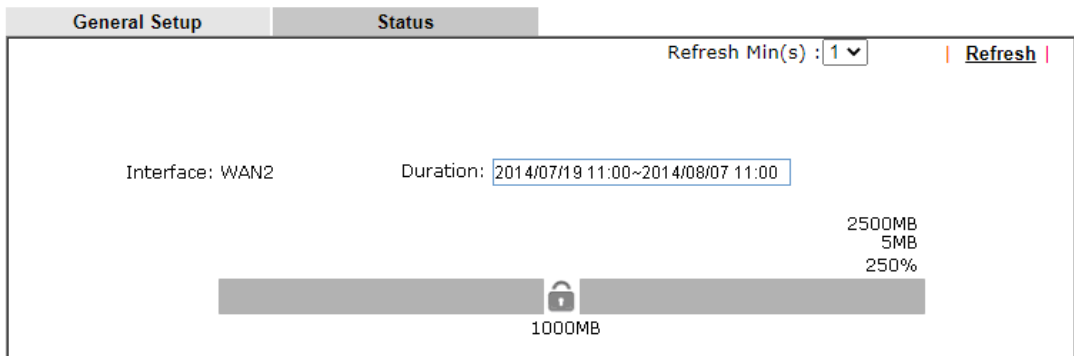 General Setup Status
Refresh Min(s) : 1 | Refresh |
Interface: WAN2 Duration: 2014/07/19 11:00~2014/08/07 11:00
2500MB
5MB
250%
1000MB